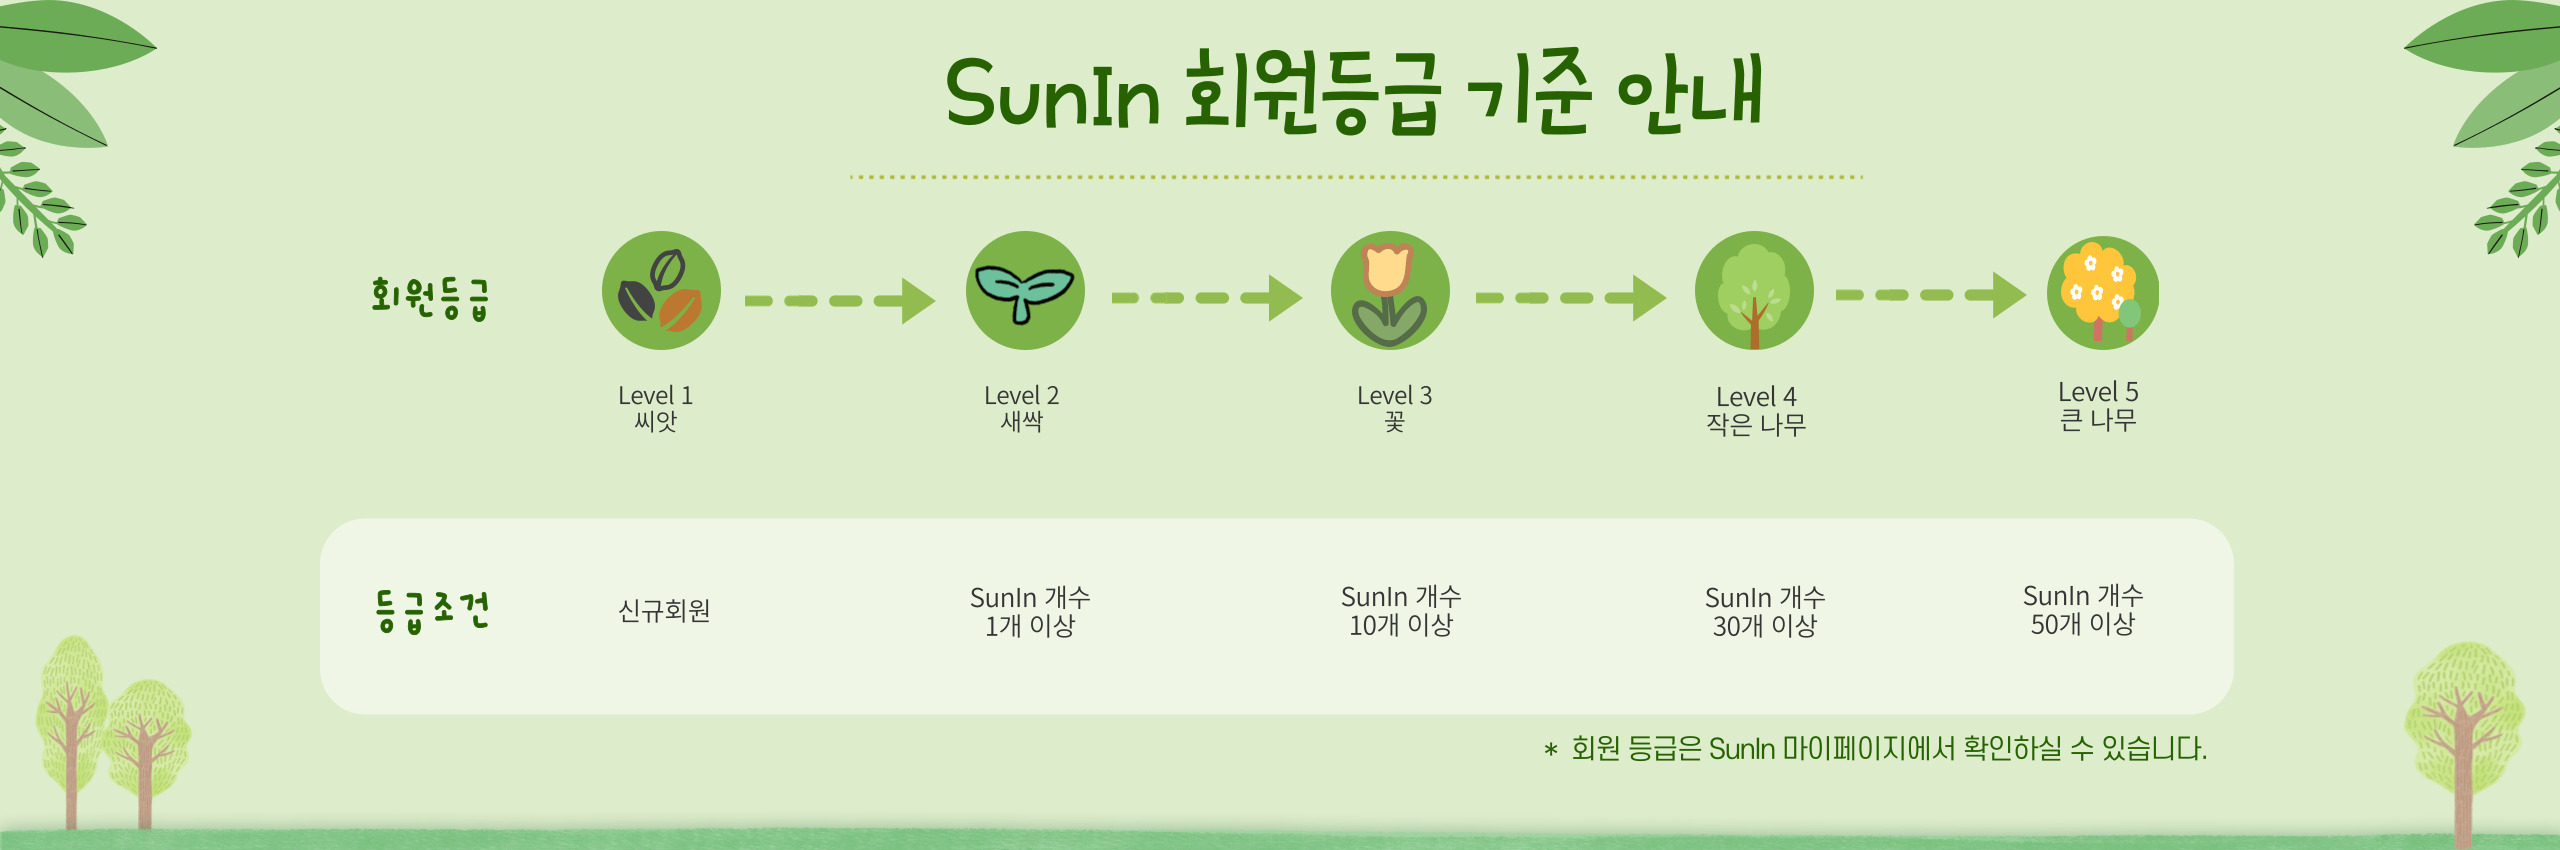 SunIn 회원등급 기준 안내
회원등급
Level 1
씨앗
Level 2
새싹
Level 3
꽃
Level 4
작은 나무
Level 5
큰 나무
등급조건
신규회원
SunIn 개수
1개 이상
SunIn 개수
10개 이상
SunIn 개수
30개 이상
SunIn 개수
50개 이상
* 회원 등급은 SunIn 마이페이지에서 확인하실 수 있습니다.